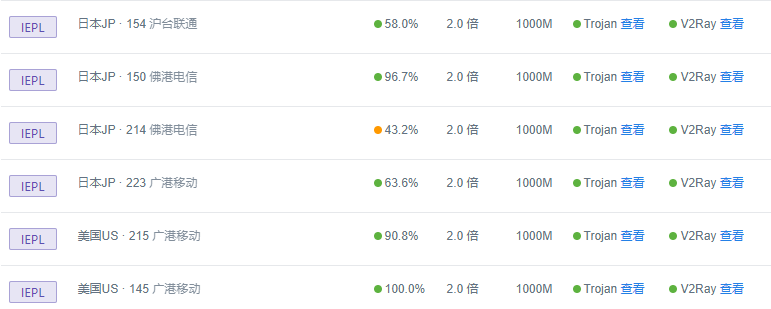 IEPL 日本JP · 154 沪台联通 58.0% 2.0 倍 1000M Trojan 查看 V2Ray 查看
IEPL 日本JP · 150 佛港电信 96.7% 2.0 倍 1000M Trojan 查看 V2Ray 查看
IEPL 日本JP · 214 佛港电信 43.2% 2.0 倍 1000M Trojan 查看 V2Ray 查看
IEPL 日本JP · 223 广港移动 63.6% 2.0 倍 1000M Trojan 查看 V2Ray 查看
IEPL 美国US · 215 广港移动 90.8% 2.0 倍 1000M Trojan 查看 V2Ray 查看
IEPL 美国US · 145 广港移动 100.0% 2.0 倍 1000M Trojan 查看 V2Ray 查看